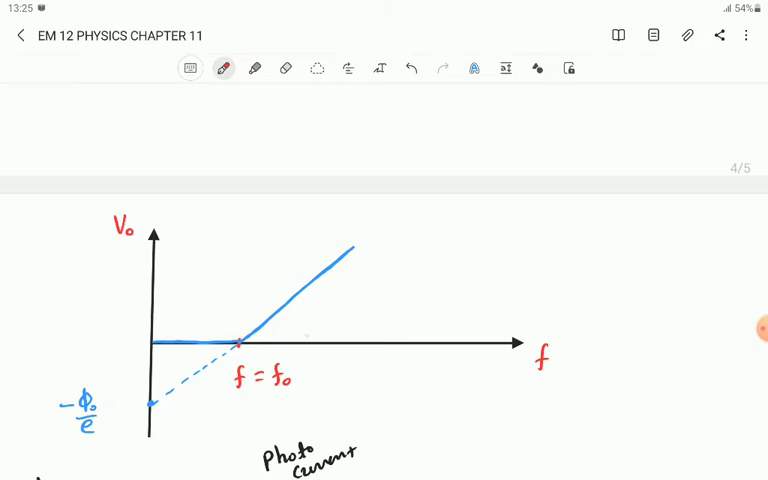 13:25 54%
EM 12 PHYSICS CHAPTER 11
4/5
V₀
f
f = f₀
-ϕ₀/e
Photo
current